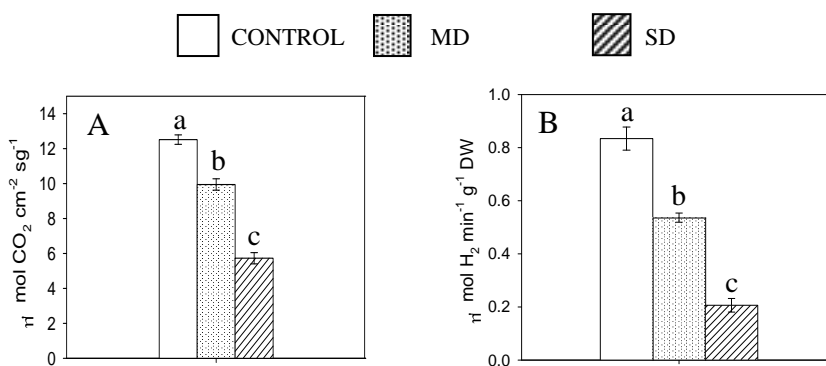 CONTROL MD SD
A
a
b
c
14
12
10
8
6
4
2
0
η mol CO₂ cm⁻² sg⁻¹
B
a
b
c
1.0
0.8
0.6
0.4
0.2
0.0
η mol H₂ min⁻¹ g⁻¹ DW